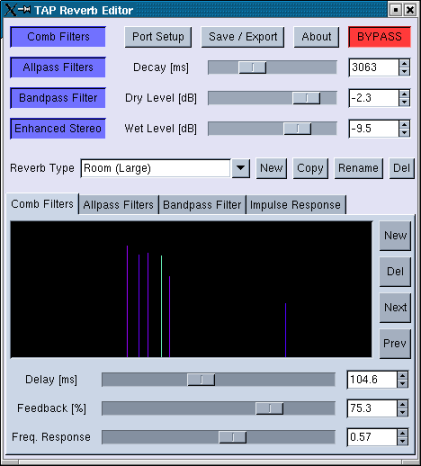 TAP Reverb Editor
Comb Filters Port Setup Save / Export About BYPASS
Allpass Filters Decay [ms] 3063
Bandpass Filter Dry Level [dB] -2.3
Enhanced Stereo Wet Level [dB] -9.5
Reverb Type Room (Large) New Copy Rename Del
Comb Filters Allpass Filters Bandpass Filter Impulse Response
New
Del
Next
Prev
Delay [ms] 104.6
Feedback [%] 75.3
Freq. Response 0.57